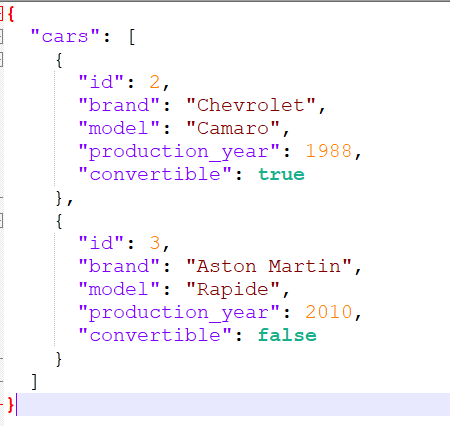 {
  "cars": [
    {
      "id": 2,
      "brand": "Chevrolet",
      "model": "Camaro",
      "production_year": 1988,
      "convertible": true
    },
    {
      "id": 3,
      "brand": "Aston Martin",
      "model": "Rapide",
      "production_year": 2010,
      "convertible": false
    }
  ]
}